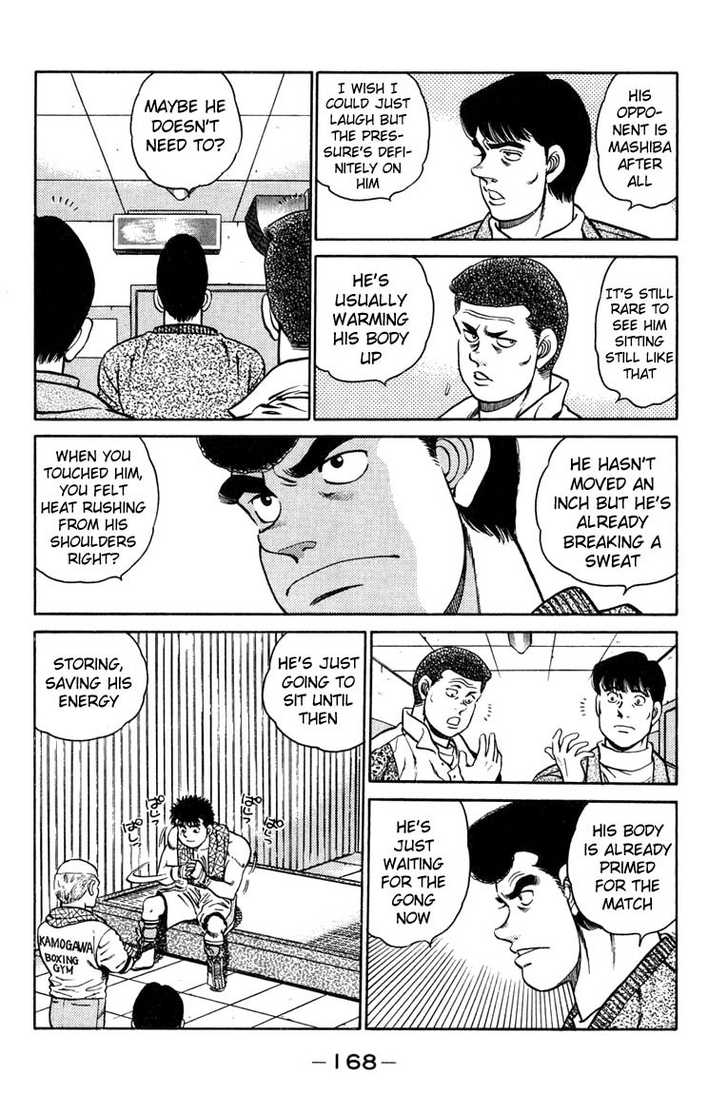 HIS
OPPO-
NENT IS
MASHIBA
AFTER
ALL
I WISH I
COULD JUST
LAUGH BUT
THE PRES-
SURE'S DEFI-
NITELY ON
HIM
MAYBE HE
DOESN'T
NEED TO?
IT'S STILL
RARE TO
SEE HIM
SITTING
STILL LIKE
THAT
HE'S
USUALLY
WARMING
HIS BODY
UP
HE HASN'T
MOVED AN
INCH BUT HE'S
ALREADY
BREAKING A
SWEAT
WHEN YOU
TOUCHED HIM,
YOU FELT
HEAT RUSHING
FROM HIS
SHOULDERS
RIGHT?
HIS BODY
IS ALREADY
PRIMED
FOR THE
MATCH
HE'S
JUST
WAITING
FOR THE
GONG
NOW
HE'S JUST
GOING TO
SIT UNTIL
THEN
STORING,
SAVING HIS
ENERGY
KAMOGAWA
BOXING
GYM
—168—